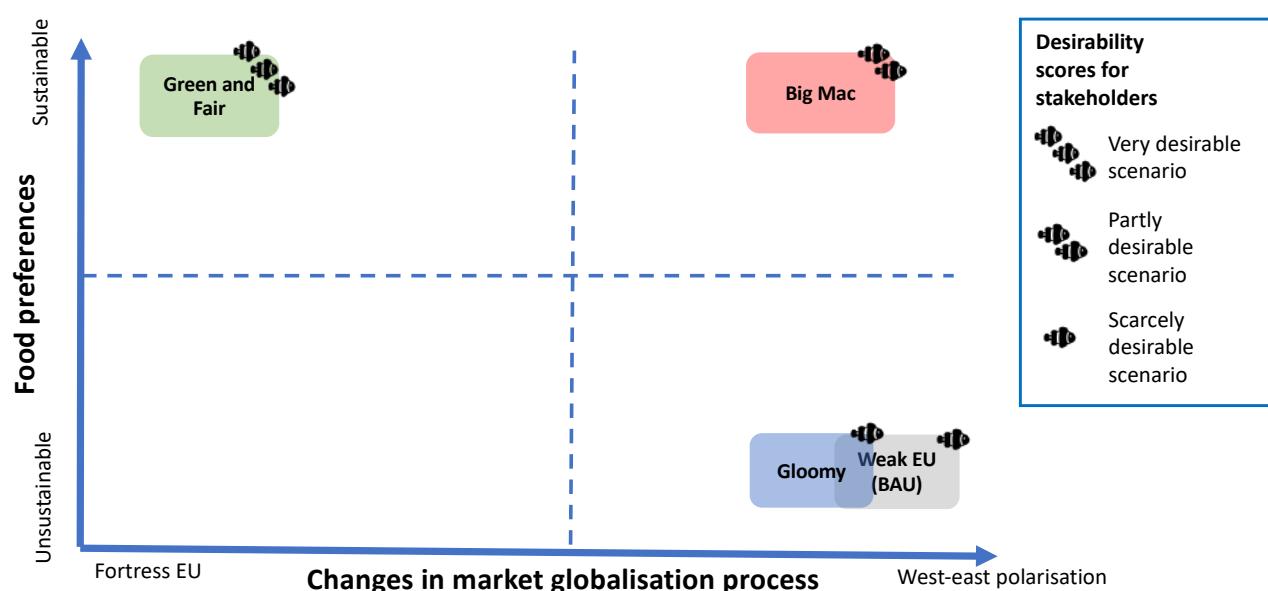 Sustainable
Food preferences
Unsustainable
Green and
Fair
Big Mac
Gloomy
Weak EU
(BAU)
Fortress EU
Changes in market globalisation process
West-east polarisation
Desirability
scores for
stakeholders
Very desirable
scenario
Partly
desirable
scenario
Scarcely
desirable
scenario